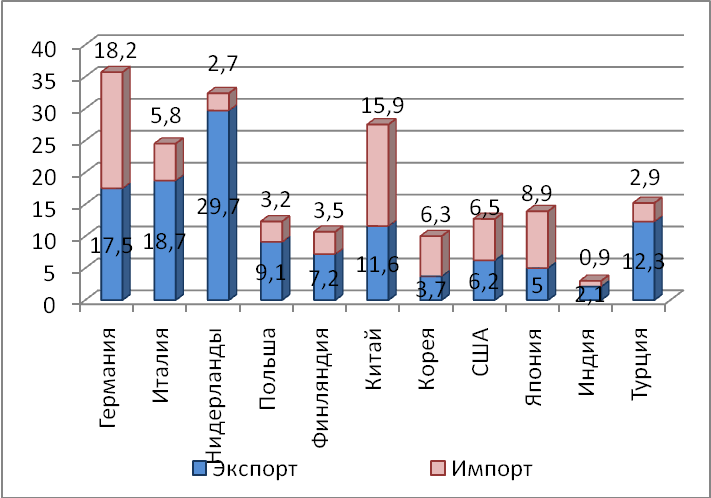 40
35
30
25
20
15
10
5
0
18,2
5,8
2,7
3,2
3,5
15,9
6,3
6,5
8,9
0,9
2,9
17,5
18,7
29,7
9,1
7,2
11,6
3,7
6,2
5
2,1
12,3
Германия
Италия
Нидерланды
Польша
Финляндия
Китай
Корея
США
Япония
Индия
Турция
Экспорт
Импорт